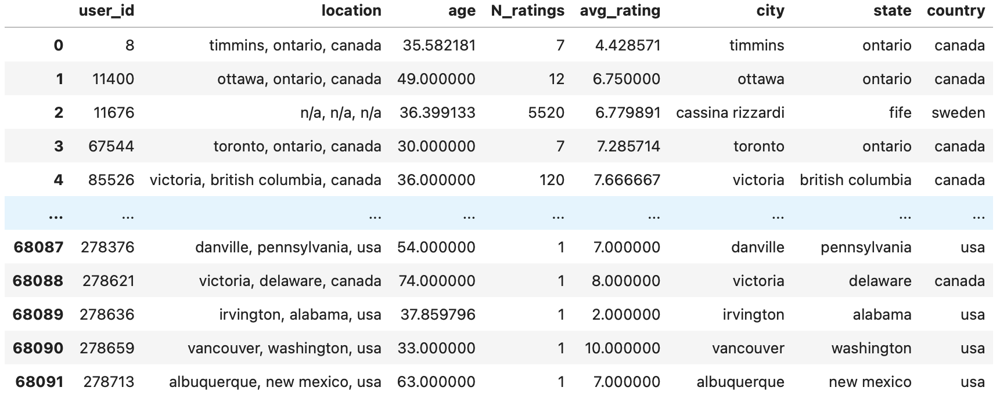 user_id location age N_ratings avg_rating city state country
0 8 timmins, ontario, canada 35.582181 7 4.428571 timmins ontario canada
1 11400 ottawa, ontario, canada 49.000000 12 6.750000 ottawa ontario canada
2 11676 n/a, n/a, n/a 36.399133 5520 6.779891 cassina rizzardi fife sweden
3 67544 toronto, ontario, canada 30.000000 7 7.285714 toronto ontario canada
4 85526 victoria, british columbia, canada 36.000000 120 7.666667 victoria british columbia canada
... ... ... ... ... ... ... ... ...
68087 278376 danville, pennsylvania, usa 54.000000 1 7.000000 danville pennsylvania usa
68088 278621 victoria, delaware, canada 74.000000 1 8.000000 victoria delaware canada
68089 278636 irvington, alabama, usa 37.859796 1 2.000000 irvington alabama usa
68090 278659 vancouver, washington, usa 33.000000 1 10.000000 vancouver washington usa
68091 278713 albuquerque, new mexico, usa 63.000000 1 7.000000 albuquerque new mexico usa